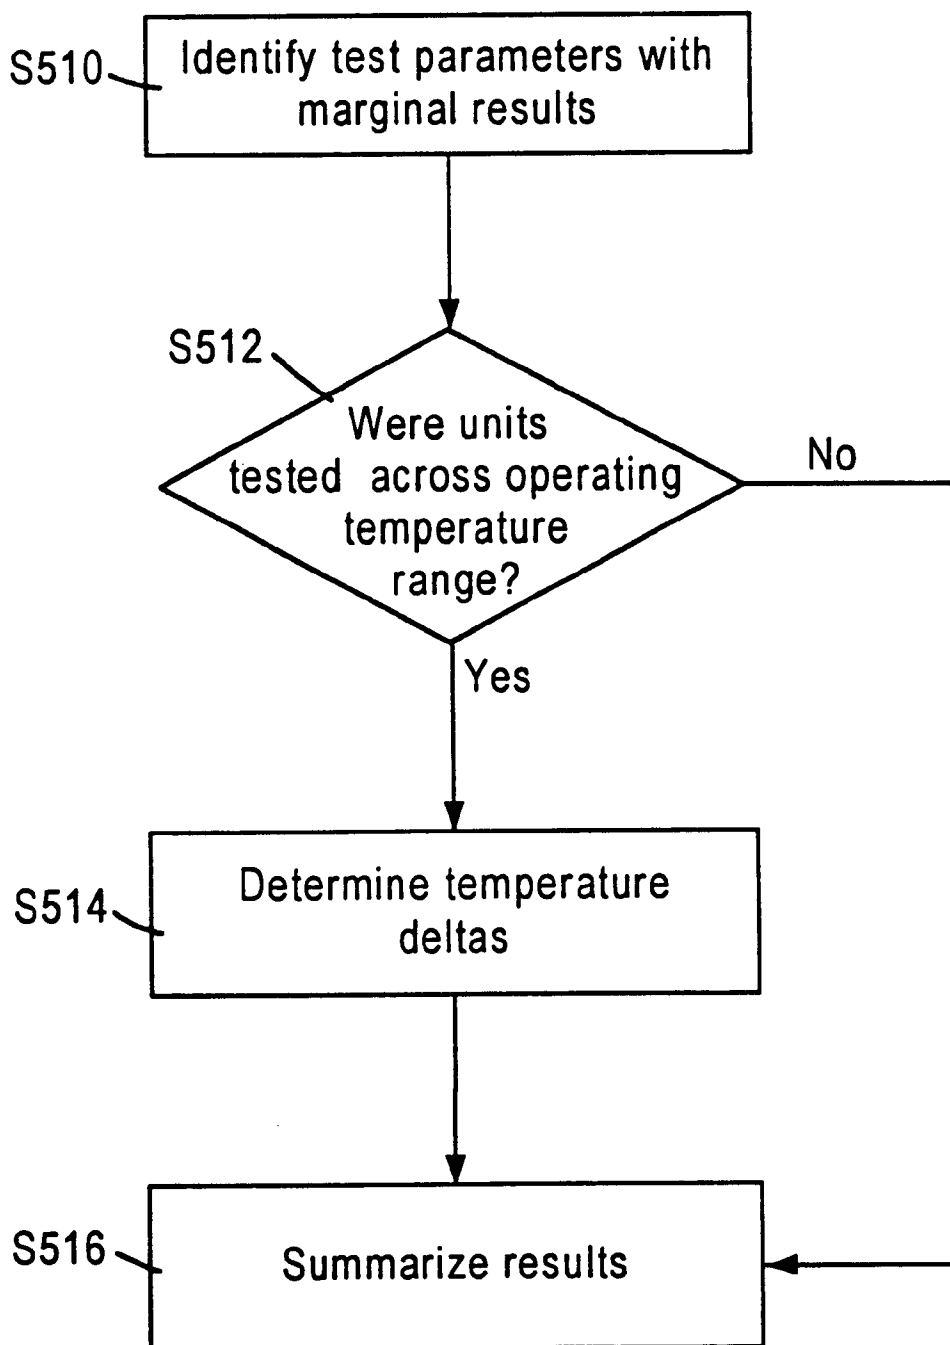 S510
Identify test parameters with
marginal results
S512
Were units
tested across operating
temperature
range?
No
Yes
S514
Determine temperature
deltas
S516
Summarize results